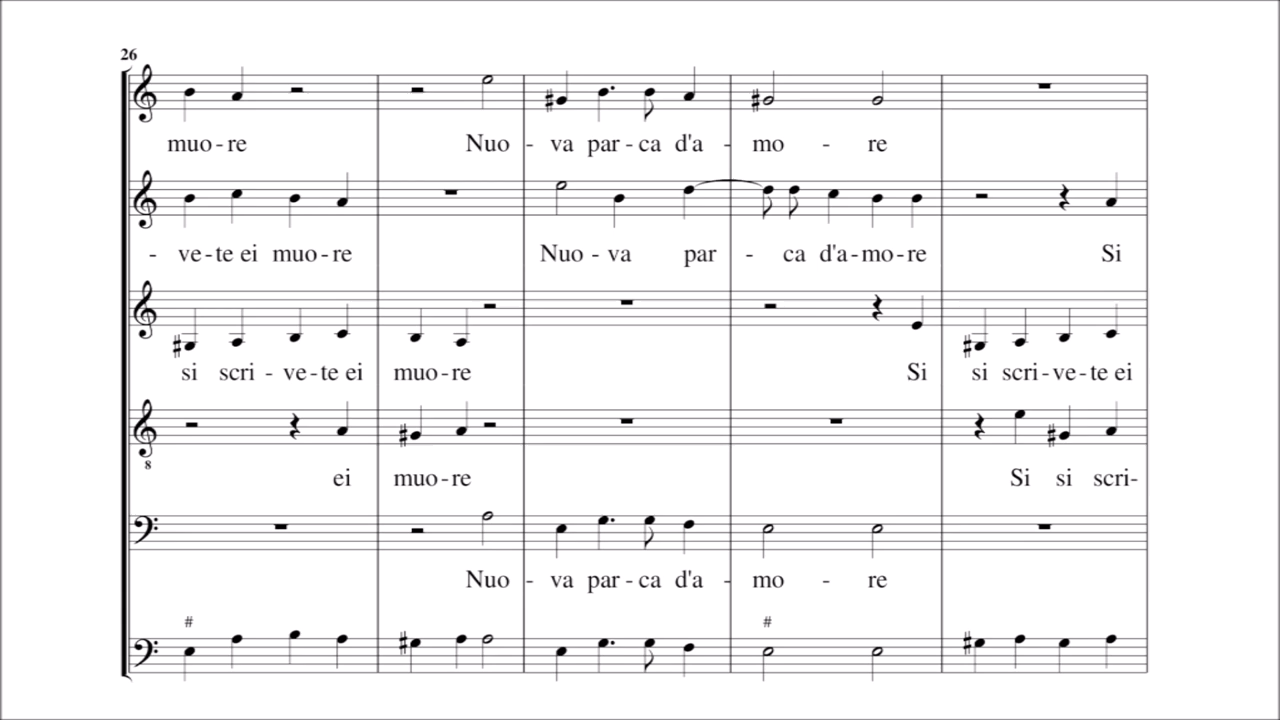 26
muo - re Nuo - va par - ca d'a - mo - re
- ve - te ei muo - re Nuo - va par - ca d'a - mo - re Si
si scri - ve - te ei muo - re Si si scri - ve - te ei
8
ei muo - re Si si scri-
Nuo - va par - ca d'a - mo - re
# #